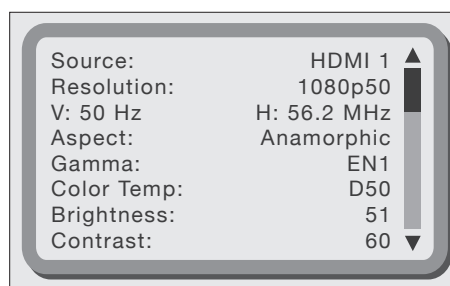 Source: HDMI 1
Resolution: 1080p50
V: 50 Hz H: 56.2 MHz
Aspect: Anamorphic
Gamma: EN1
Color Temp: D50
Brightness: 51
Contrast: 60